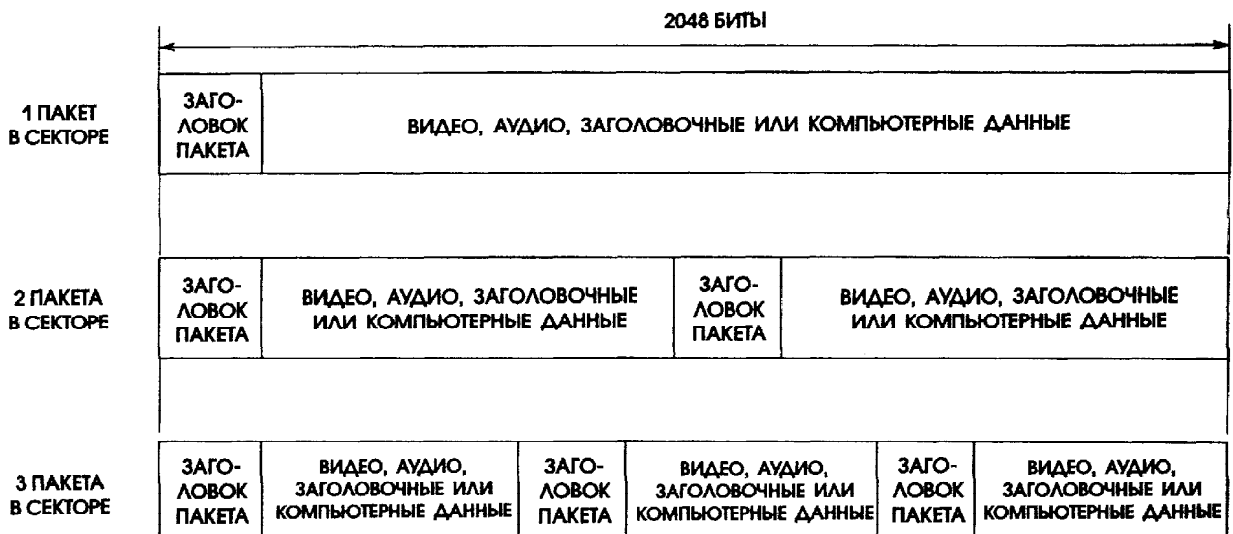 2048 БИТЫ
1 ПАКЕТ
В СЕКТОРЕ
ЗАГО-
ЛОВОК
ПАКЕТА
ВИДЕО, АУДИО, ЗАГОЛОВОЧНЫЕ ИЛИ КОМПЬЮТЕРНЫЕ ДАННЫЕ
2 ПАКЕТА
В СЕКТОРЕ
ЗАГО-
ЛОВОК
ПАКЕТА
ВИДЕО, АУДИО, ЗАГОЛОВОЧНЫЕ
ИЛИ КОМПЬЮТЕРНЫЕ ДАННЫЕ
ЗАГО-
ЛОВОК
ПАКЕТА
ВИДЕО, АУДИО, ЗАГОЛОВОЧНЫЕ
ИЛИ КОМПЬЮТЕРНЫЕ ДАННЫЕ
3 ПАКЕТА
В СЕКТОРЕ
ЗАГО-
ЛОВОК
ПАКЕТА
ВИДЕО, АУДИО,
ЗАГОЛОВОЧНЫЕ ИЛИ
КОМПЬЮТЕРНЫЕ ДАННЫЕ
ЗАГО-
ЛОВОК
ПАКЕТА
ВИДЕО, АУДИО,
ЗАГОЛОВОЧНЫЕ ИЛИ
КОМПЬЮТЕРНЫЕ ДАННЫЕ
ЗАГО-
ЛОВОК
ПАКЕТА
ВИДЕО, АУДИО,
ЗАГОЛОВОЧНЫЕ ИЛИ
КОМПЬЮТЕРНЫЕ ДАННЫЕ